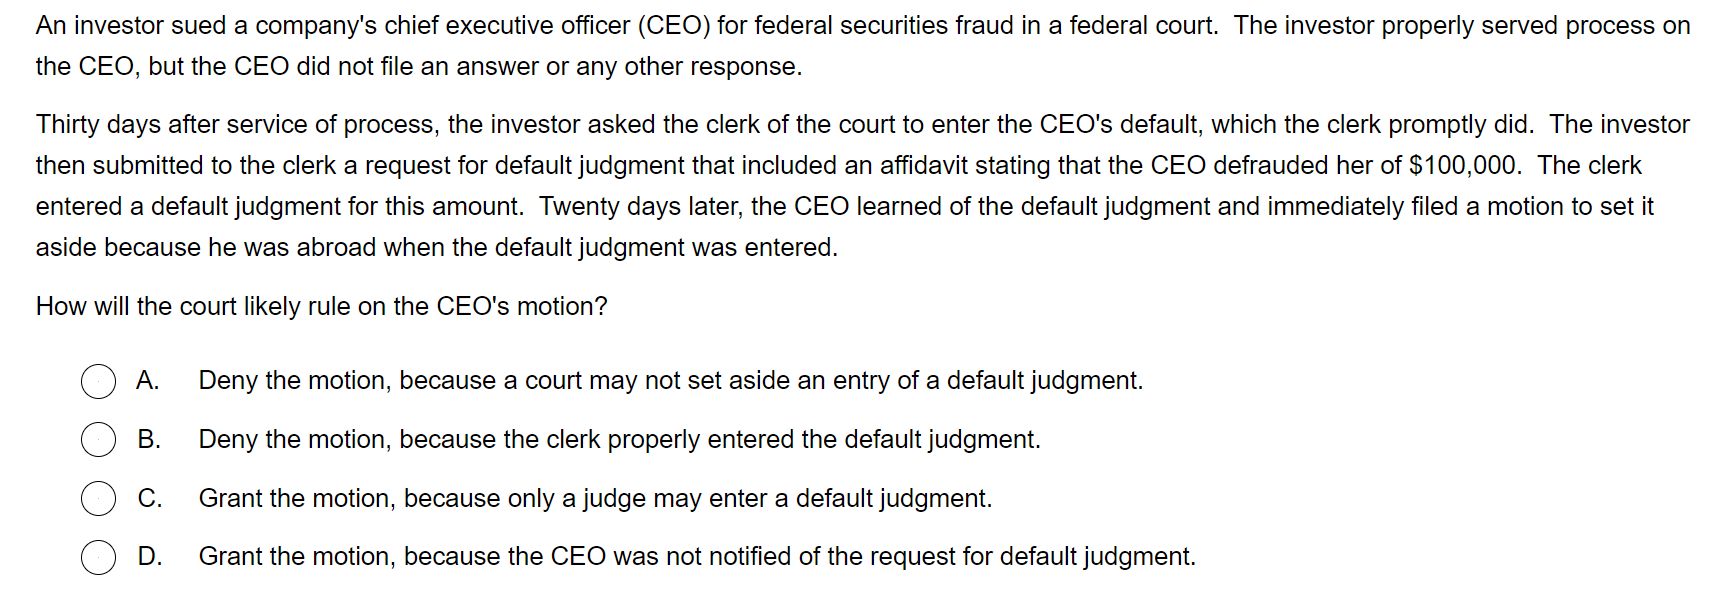 An investor sued a company's chief executive officer (CEO) for federal securities fraud in a federal court.  The investor properly served process on
the CEO, but the CEO did not file an answer or any other response.
Thirty days after service of process, the investor asked the clerk of the court to enter the CEO's default, which the clerk promptly did.  The investor
then submitted to the clerk a request for default judgment that included an affidavit stating that the CEO defrauded her of $100,000.  The clerk
entered a default judgment for this amount.  Twenty days later, the CEO learned of the default judgment and immediately filed a motion to set it
aside because he was abroad when the default judgment was entered.
How will the court likely rule on the CEO's motion?
A. Deny the motion, because a court may not set aside an entry of a default judgment.
B. Deny the motion, because the clerk properly entered the default judgment.
C. Grant the motion, because only a judge may enter a default judgment.
D. Grant the motion, because the CEO was not notified of the request for default judgment.